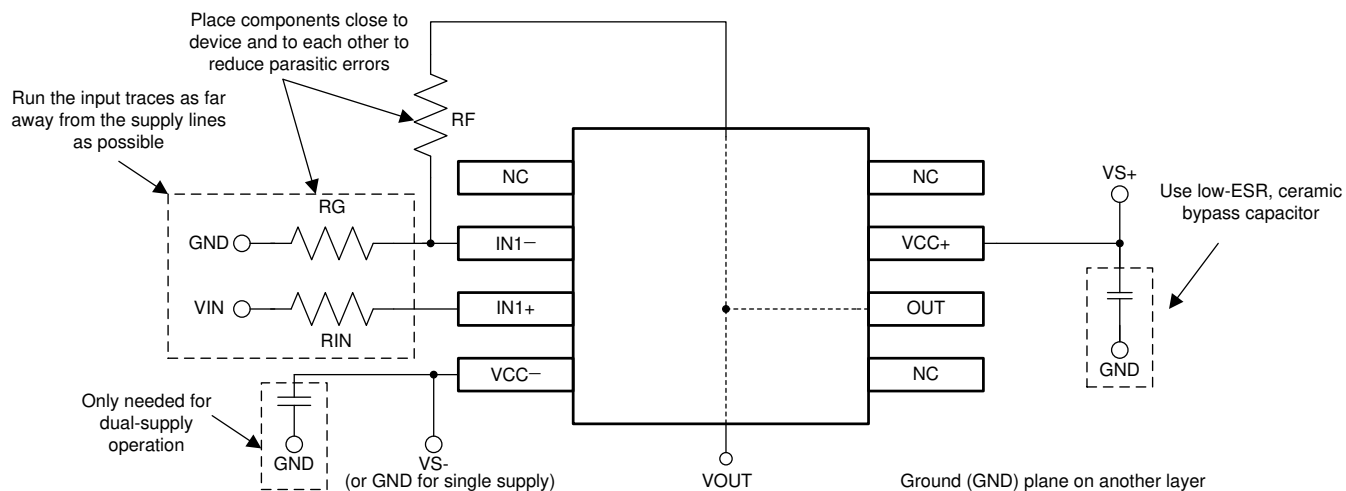 Place components close to
device and to each other to
reduce parasitic errors
Run the input traces as far
away from the supply lines
as possible
RF
NC
NC
VS+
Use low-ESR, ceramic
bypass capacitor
RG
GND
IN1−
VCC+
VIN
IN1+
OUT
RIN
VCC−
NC
GND
Only needed for
dual-supply
operation
GND
VS-
(or GND for single supply)
VOUT
Ground (GND) plane on another layer